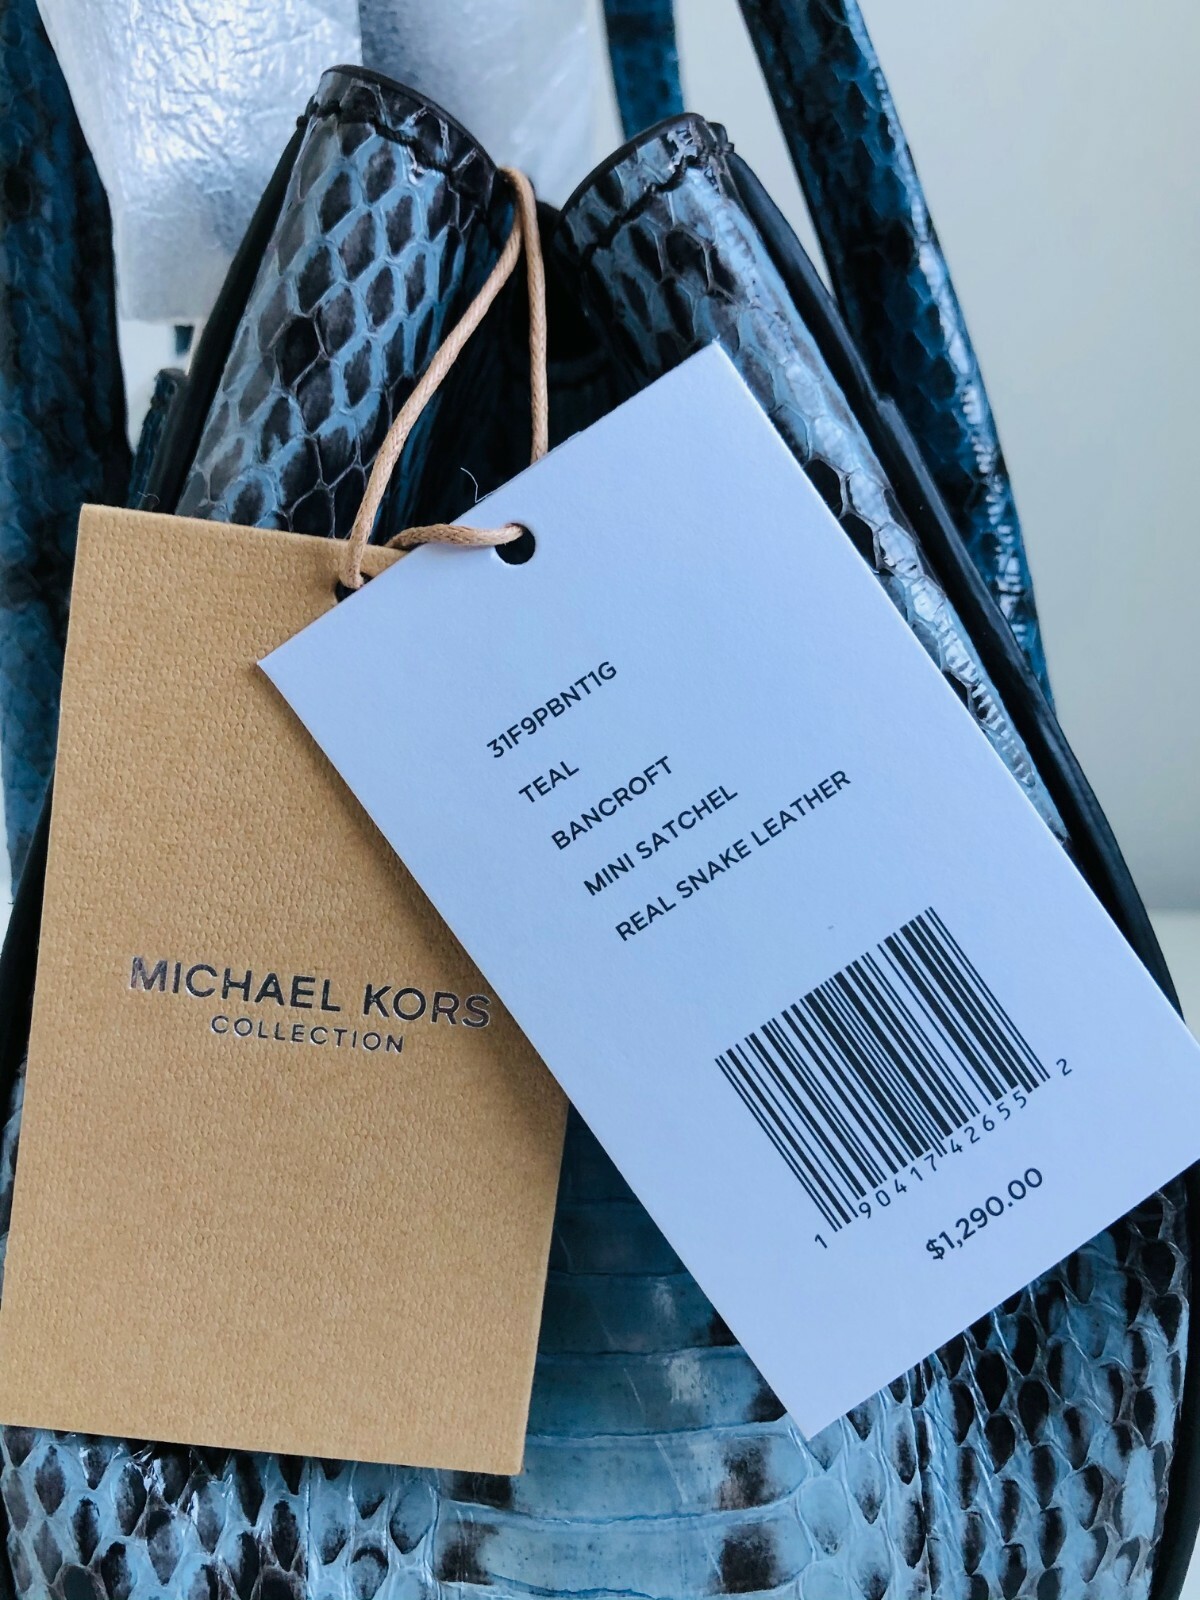 MICHAEL KORS
COLLECTION
31F9PBNT1G
TEAL
BANCROFT
MINI SATCHEL
REAL SNAKE LEATHER
1 90417 42655 2
$1,290.00